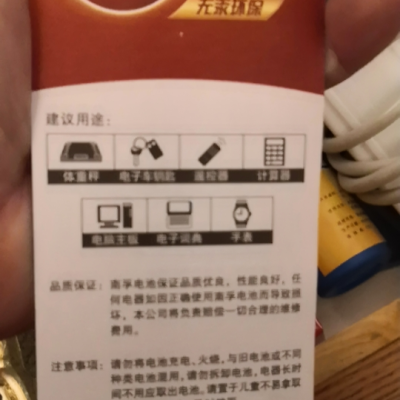 无汞环保
建议用途：
体重秤 电子车钥匙 遥控器 计算器
电脑主板 电子词典 手表
品质保证：南孚电池保证品质优良，性能良好，任
何电器如因正确使用南孚电池而导致损
坏，本公司将负责赔偿一切合理的维修
费用。
注意事项：请勿将电池充电、火烧，与旧电池或不同
种类电池混用，请勿拆卸电池，电器长时
间不用应取出电池。请置于儿童不易拿取